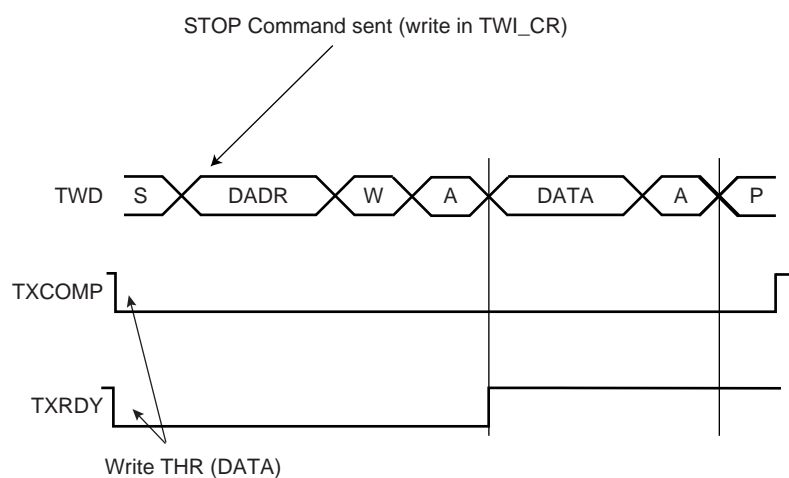 STOP Command sent (write in TWI_CR)
TWD S DADR W A DATA A P
TXCOMP
TXRDY
Write THR (DATA)